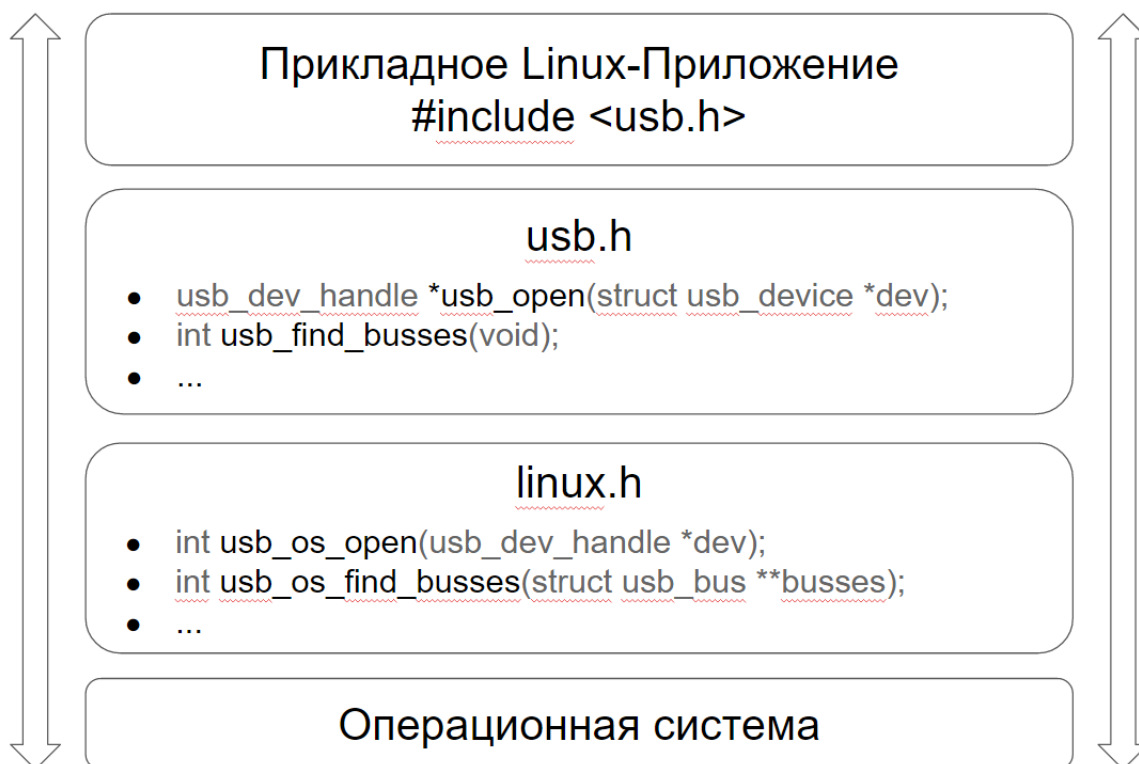 Прикладное Linux-Приложение
#include <usb.h>
usb.h
● usb_dev_handle *usb_open(struct usb_device *dev);
● int usb_find_busses(void);
● ...
linux.h
● int usb_os_open(usb_dev_handle *dev);
● int usb_os_find_busses(struct usb_bus **busses);
● ...
Операционная система